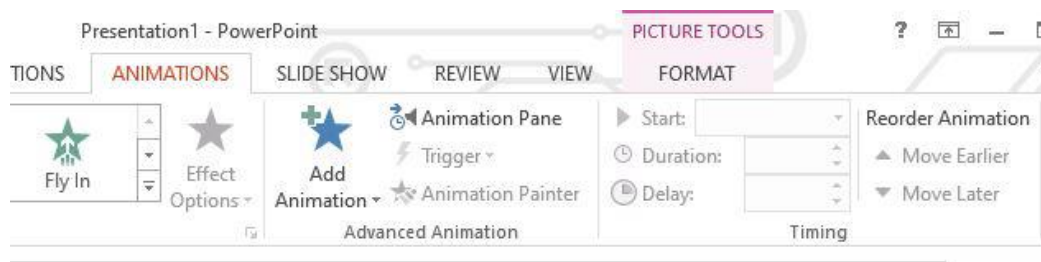 Presentation1 - PowerPoint
PICTURE TOOLS
?
TIONS ANIMATIONS SLIDE SHOW REVIEW VIEW FORMAT
Fly In
Effect
Options
Add
Animation
Animation Pane
Trigger
Animation Painter
Advanced Animation
Start:
Duration:
Delay:
Timing
Reorder Animation
Move Earlier
Move Later